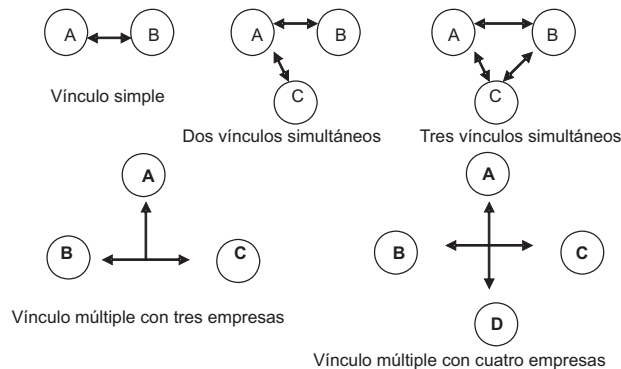 A B
Vínculo simple
A B
C
Dos vínculos simultáneos
A B
C
Tres vínculos simultáneos
A
B C
Vínculo múltiple con tres empresas
A
B C
D
Vínculo múltiple con cuatro empresas